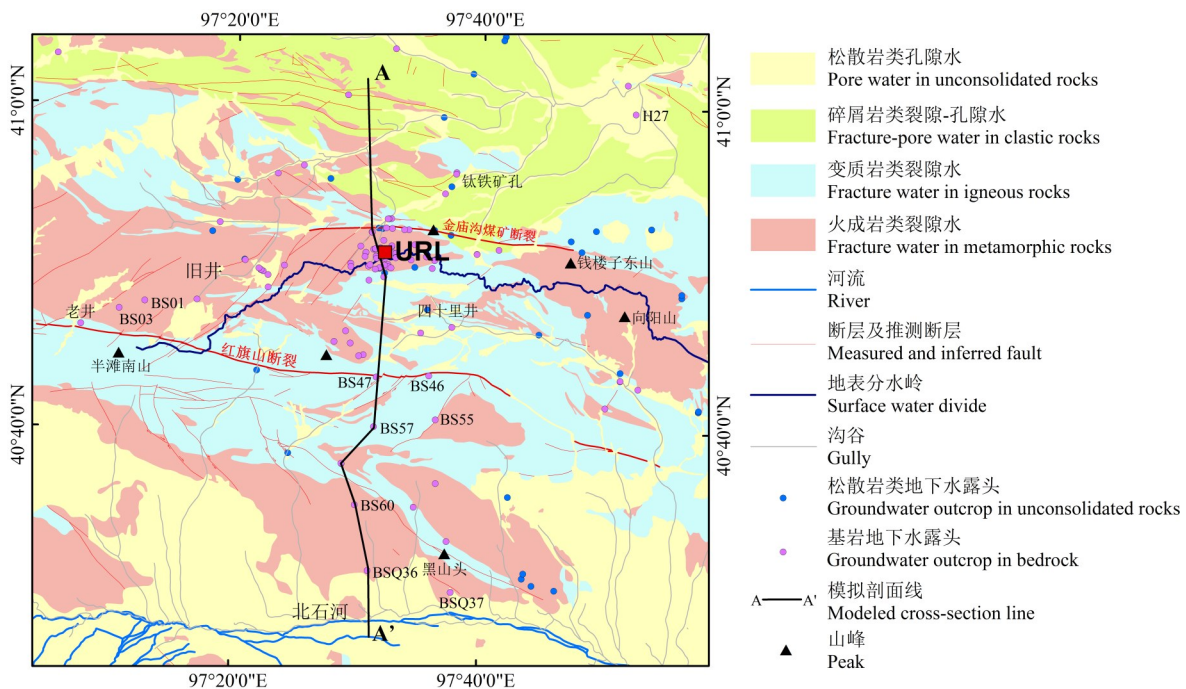 97°20'0"E
97°40'0"E
41°0'0"N
41°0'0"N
40°40'0"N
40°40'0"N
97°20'0"E
97°40'0"E
A
H27
钛铁矿孔
金庙沟煤矿断裂
URL
钱楼子东山
旧井
老井
BS01
BS03
四十里井
向阳山
半滩南山
红旗山断裂
BS47
BS46
BS57
BS55
BS60
黑山头
BSQ36
BSQ37
北石河
A'
松散岩类孔隙水
Pore water in unconsolidated rocks
碎屑岩类裂隙-孔隙水
Fracture-pore water in clastic rocks
变质岩类裂隙水
Fracture water in igneous rocks
火成岩类裂隙水
Fracture water in metamorphic rocks
河流
River
断层及推测断层
Measured and inferred fault
地表分水岭
Surface water divide
沟谷
Gully
松散岩类地下水露头
Groundwater outcrop in unconsolidated rocks
基岩地下水露头
Groundwater outcrop in bedrock
A A'
模拟剖面线
Modeled cross-section line
山峰
Peak